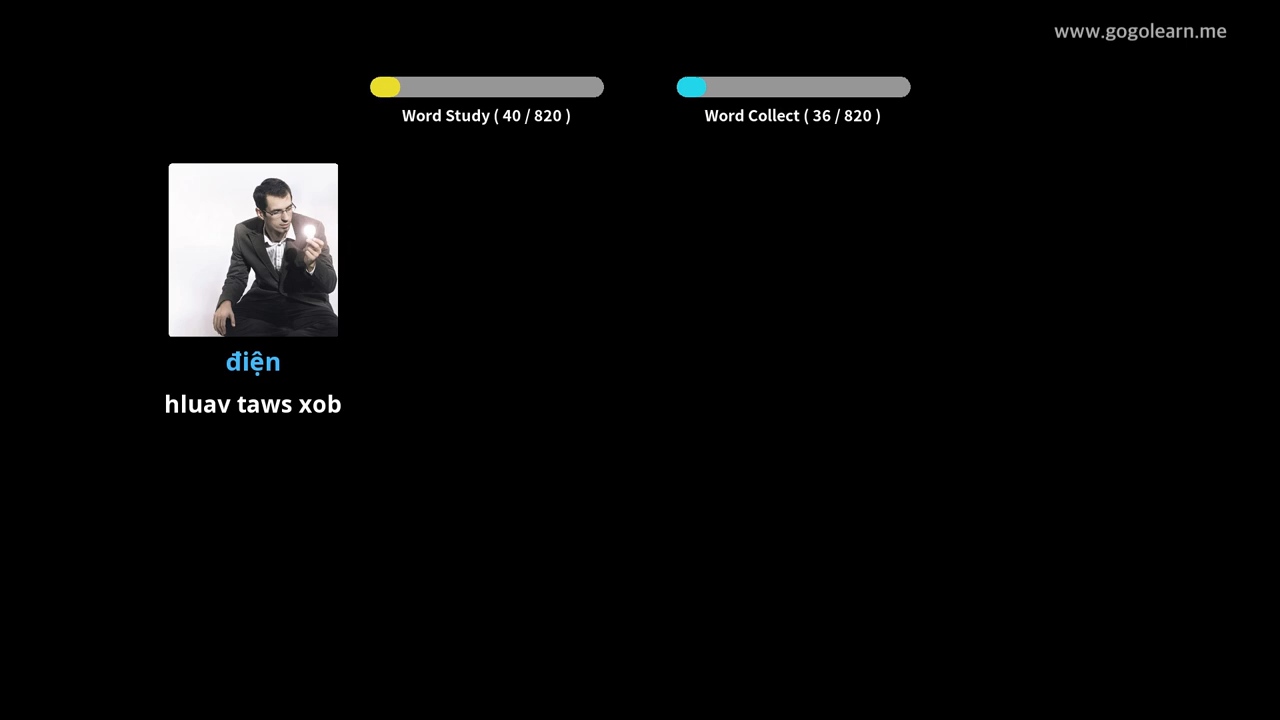 www.gogolearn.me
Word Study ( 40 / 820 )
Word Collect ( 36 / 820 )
điện
hluav taws xob